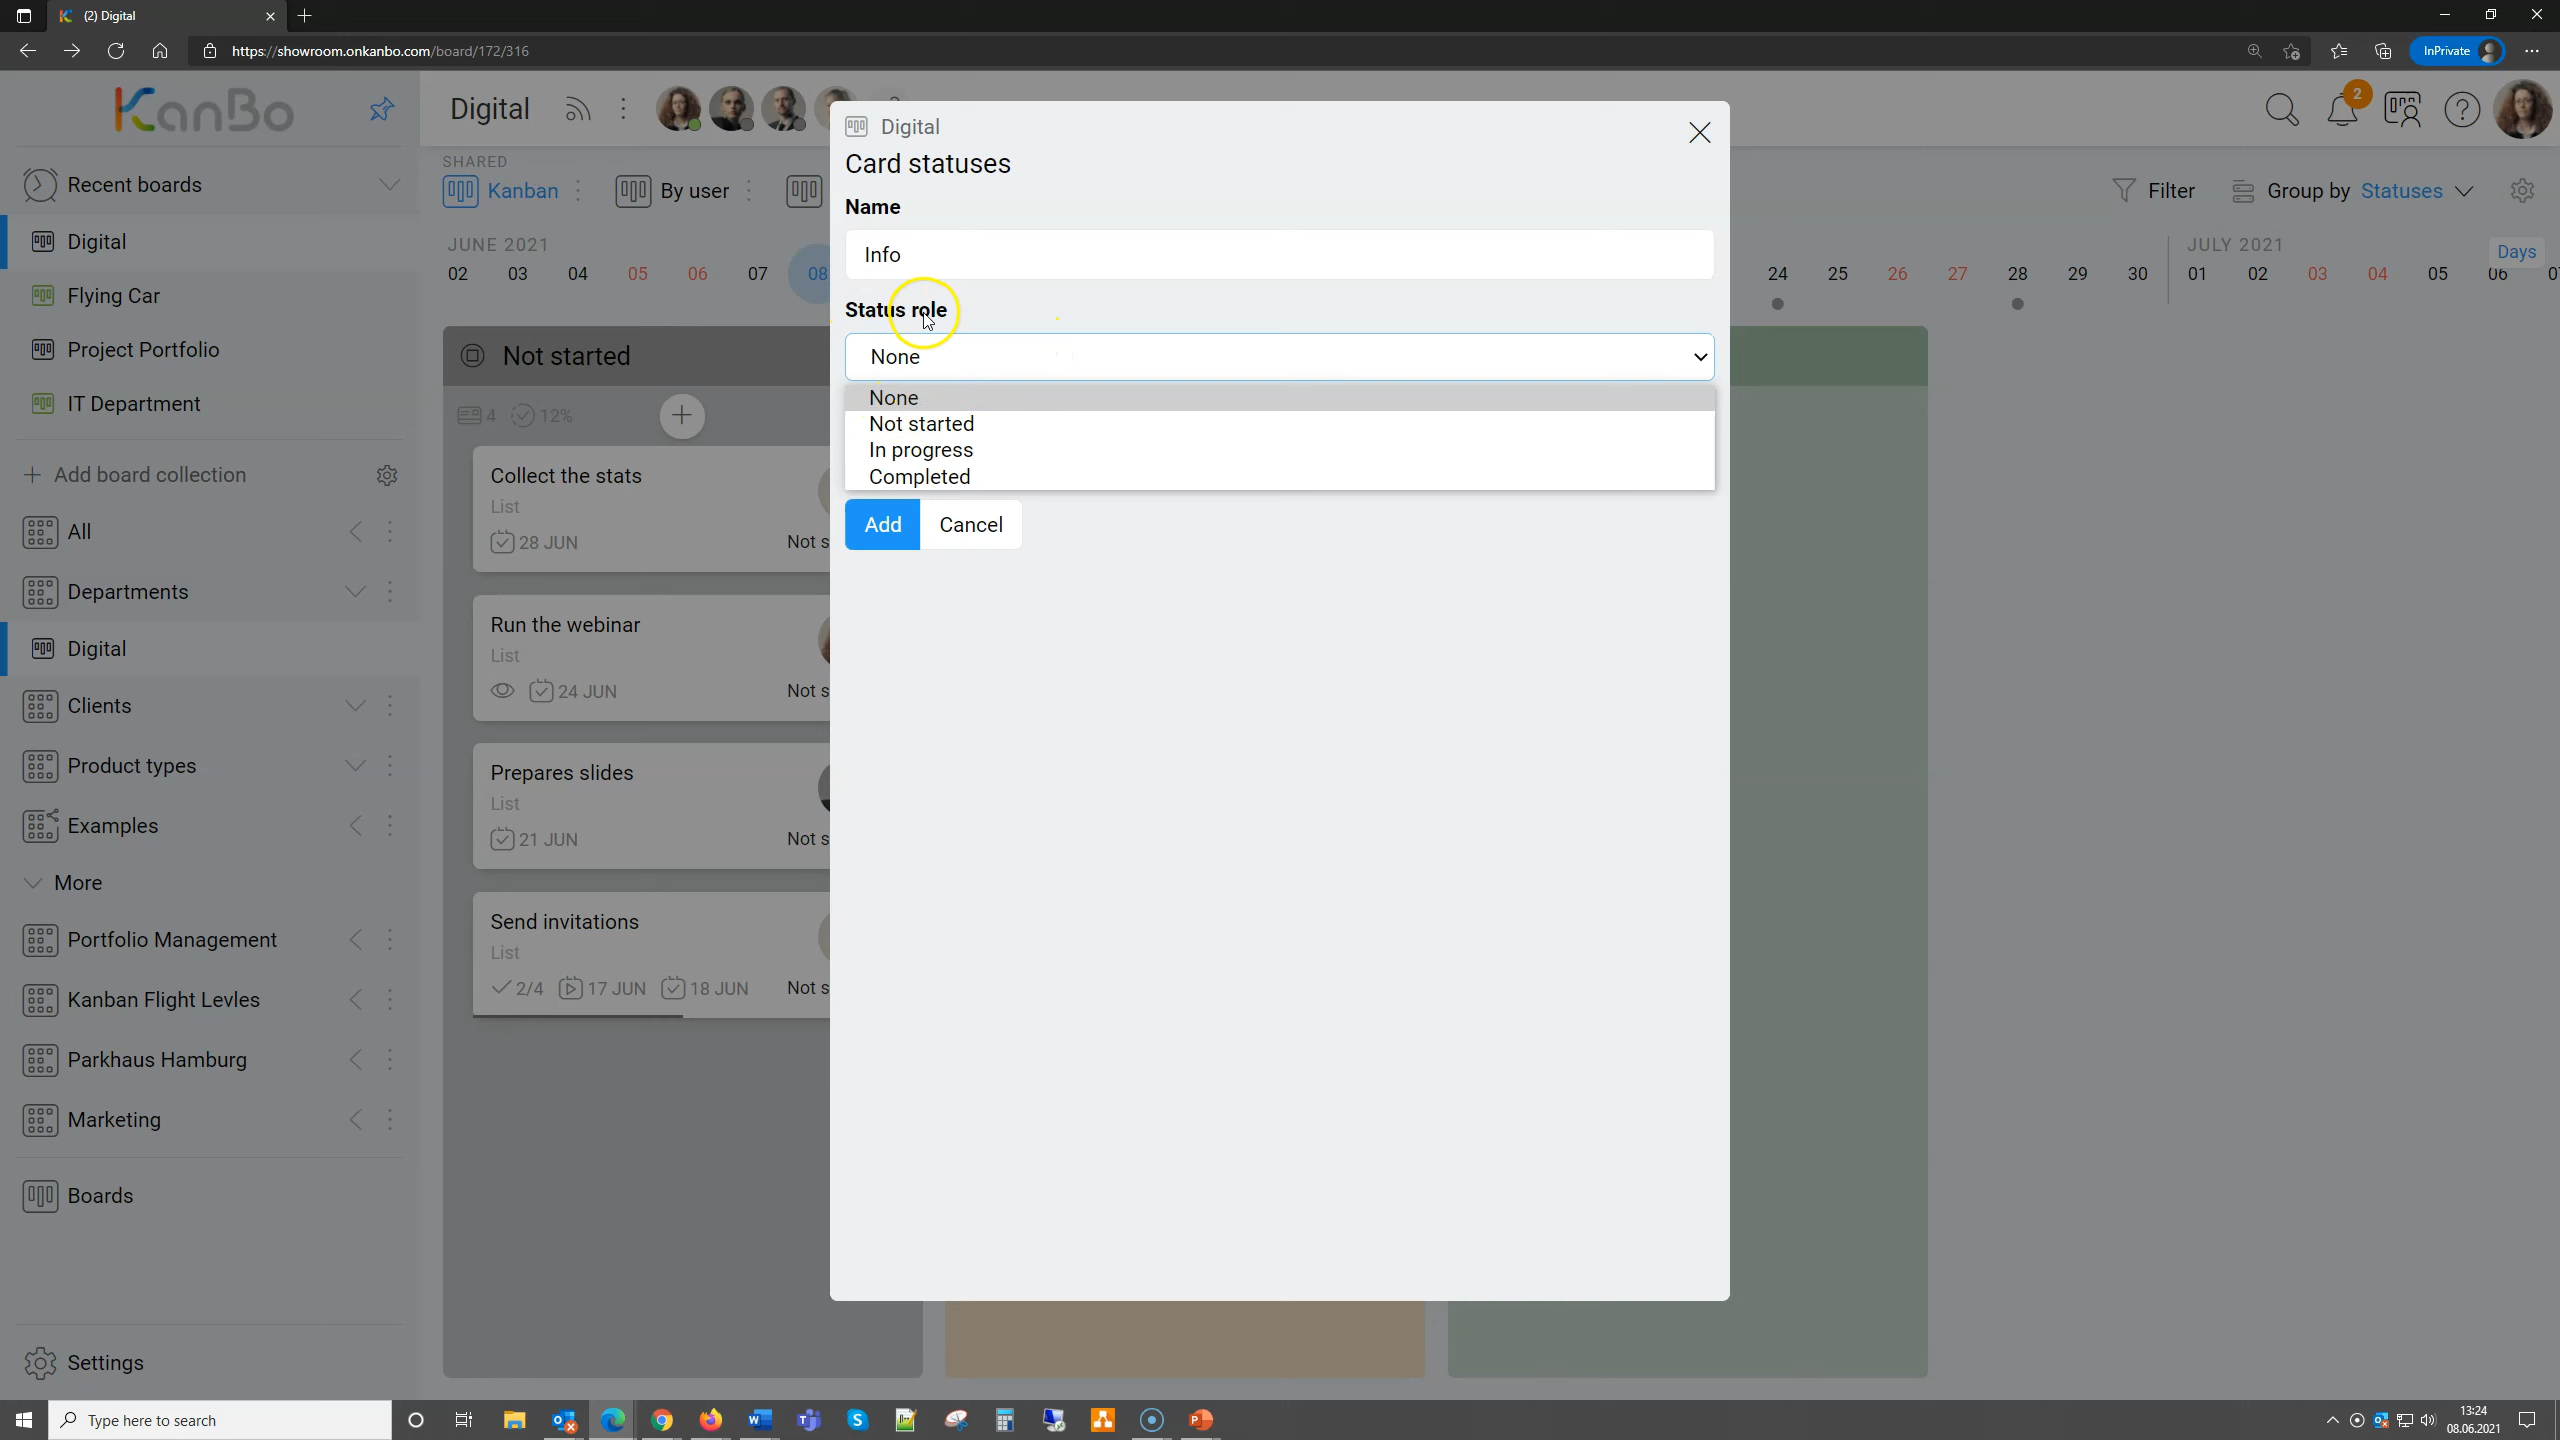 (2) Digital
https://showroom.onkanbo.com/board/172/316
InPrivate
KanBo
Recent boards
Digital
Flying Car
Project Portfolio
IT Department
Add board collection
All
Departments
Digital
Clients
Product types
Examples
More
Portfolio Management
Kanban Flight Levles
Parkhaus Hamburg
Marketing
Boards
Settings
Digital
2
SHARED
Kanban
By user
Filter
Group by Statuses
JUNE 2021
JULY 2021
Days
02 03 04 05 06 07 08
24 25 26 27 28 29 30 01 02 03 04 05 06
Not started
4 12%
Collect the stats
List
28 JUN
Not s
Run the webinar
List
24 JUN
Not s
Prepares slides
List
21 JUN
Not s
Send invitations
List
2/4 17 JUN 18 JUN
Not s
Digital
Card statuses
Name
Info
Status role
None
None
Not started
In progress
Completed
Add
Cancel
Type here to search
13:24
08.06.2021